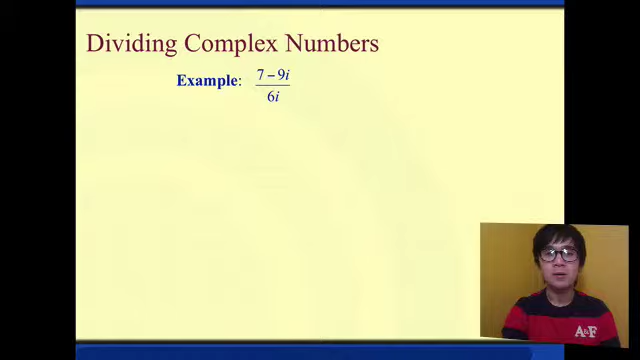 Dividing Complex Numbers
Example: (7 − 9i)/(6i)
A&F